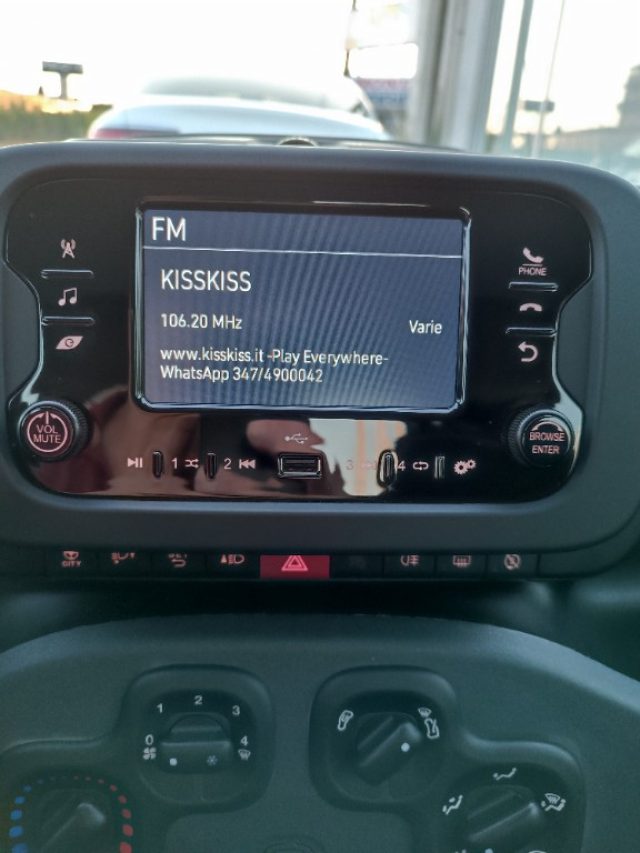 FM
KISSKISS
106.20 MHz Varie
www.kisskiss.it -Play Everywhere-
WhatsApp 347/4900042
PHONE
VOL
MUTE
BROWSE
ENTER
1 2 3 4
CITY
SET
1 2 3
0 4